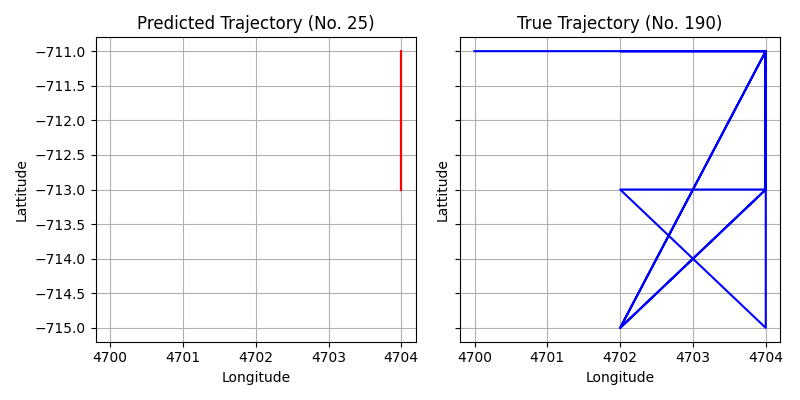 Predicted Trajectory (No. 25)
True Trajectory (No. 190)
−711.0
−711.5
−712.0
−712.5
−713.0
−713.5
−714.0
−714.5
−715.0
Lattitude
Lattitude
4700 4701 4702 4703 4704
4700 4701 4702 4703 4704
Longitude
Longitude